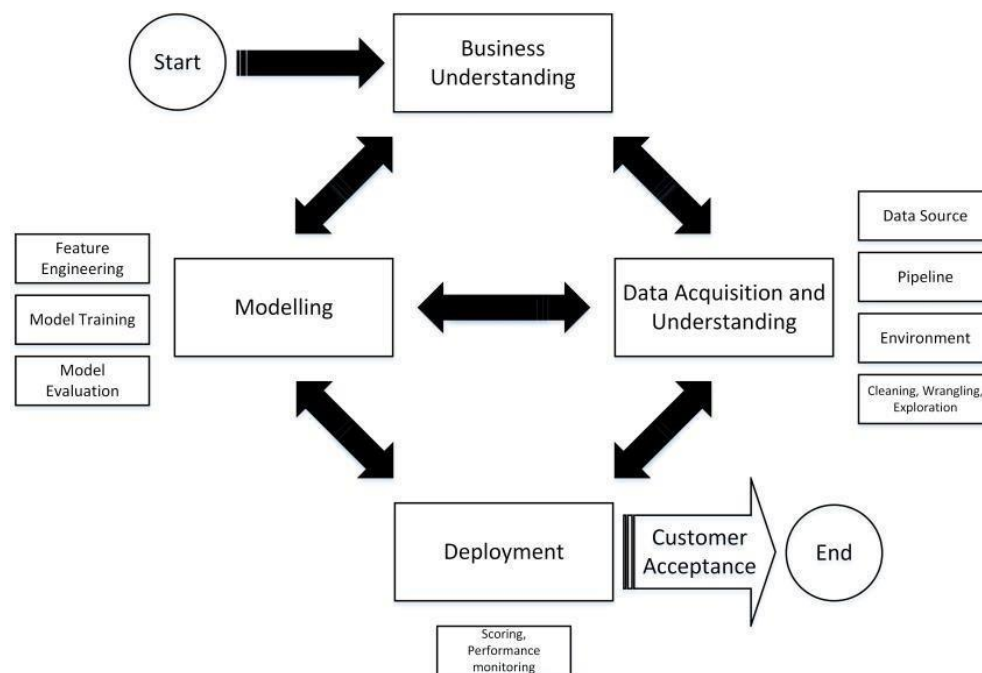 Start
Business
Understanding
Feature
Engineering
Model Training
Model
Evaluation
Modelling
Data Acquisition and
Understanding
Data Source
Pipeline
Environment
Cleaning, Wrangling,
Exploration
Deployment
Scoring,
Performance
monitoring
Customer
Acceptance
End